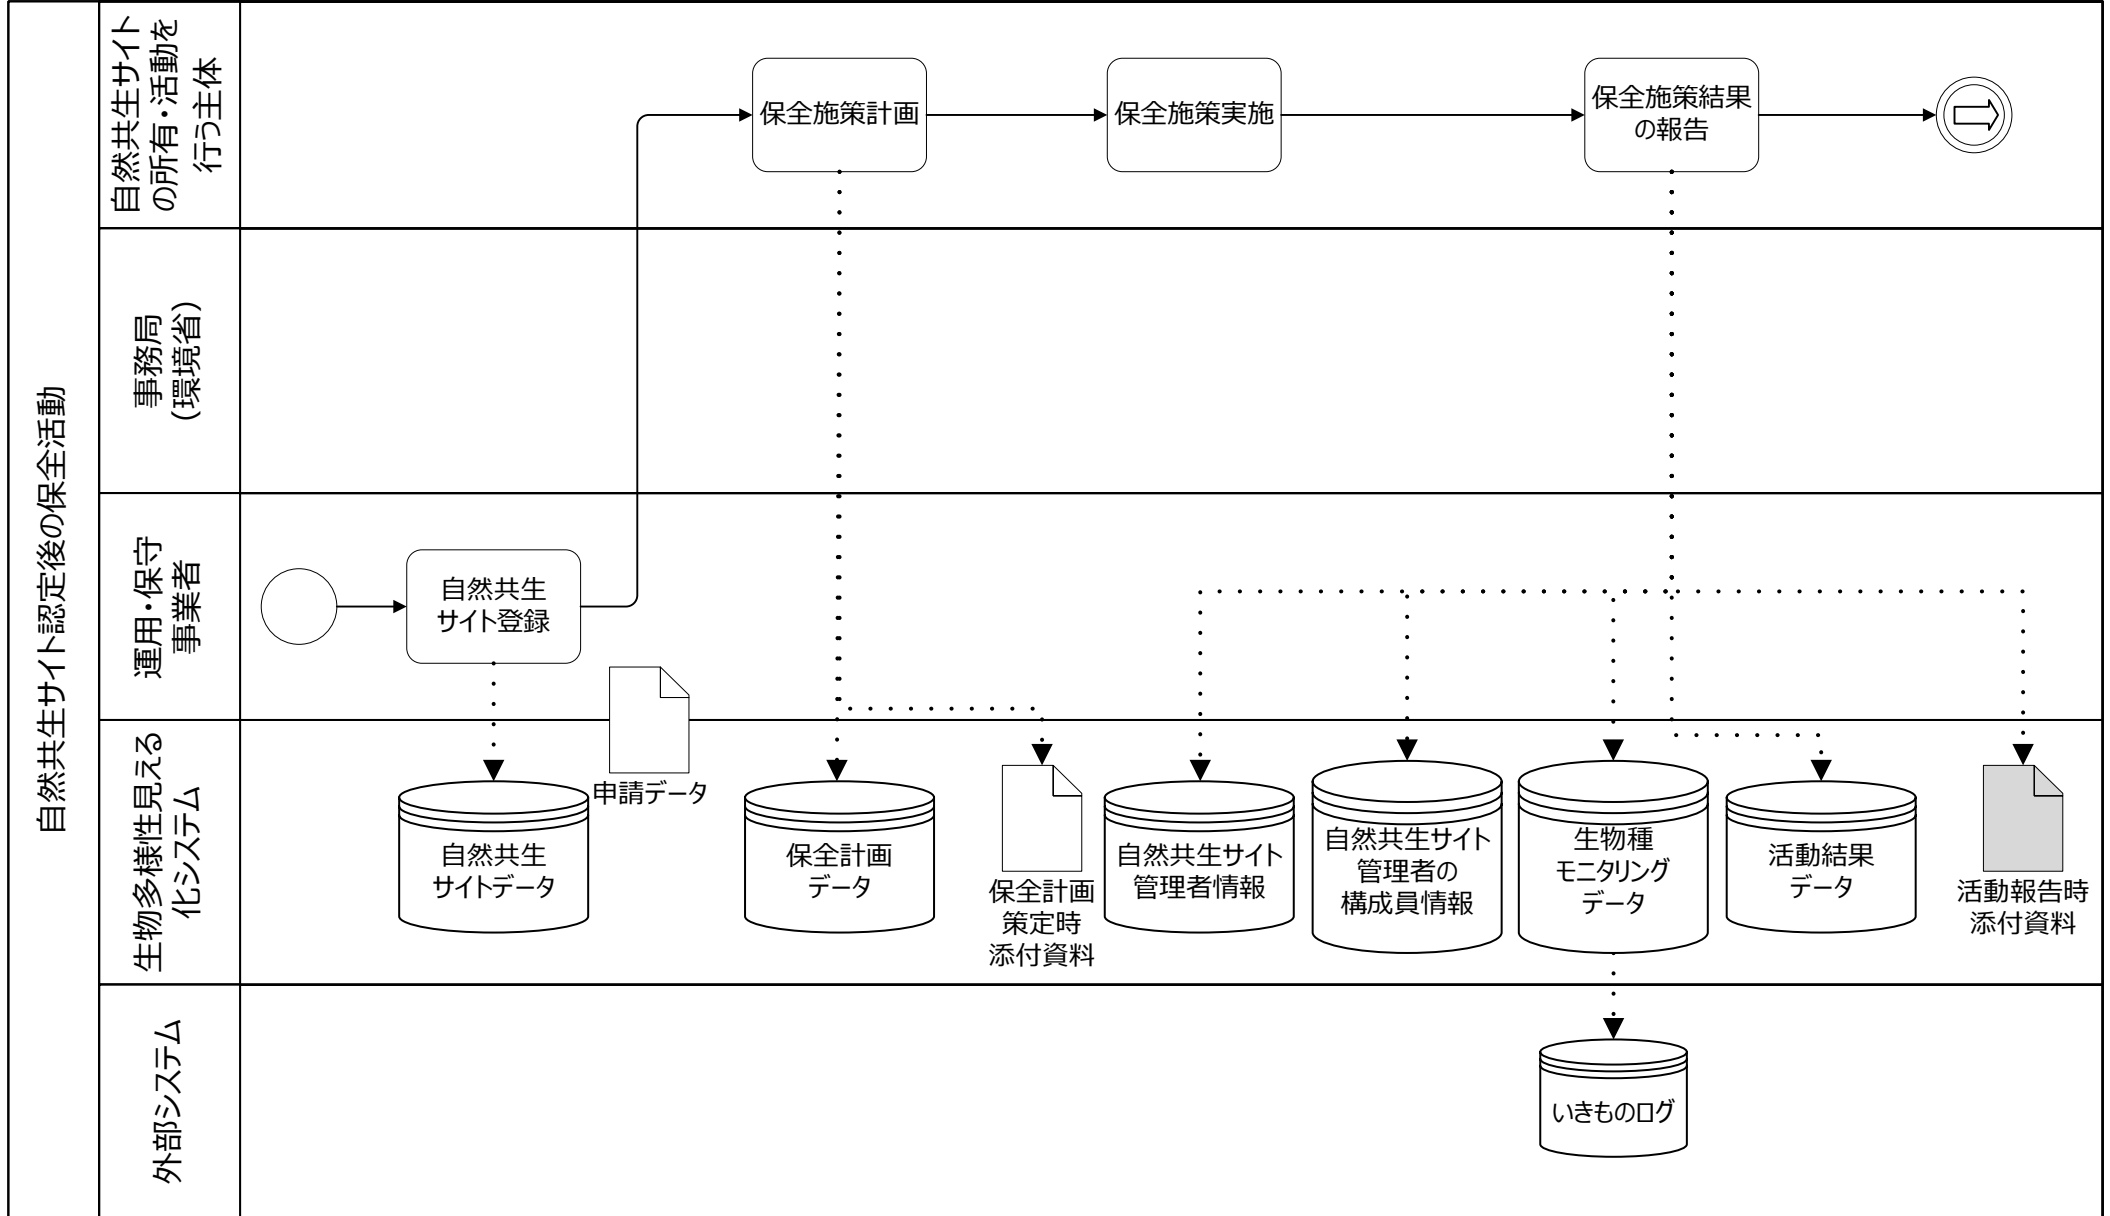 自然共生サイト認定後の保全活動
自然共生サイト
の所有・活動を
行う主体
保全施策計画
保全施策実施
保全施策結果
の報告
事務局
(環境省)
運用・保守
事業者
自然共生
サイト登録
申請データ
生物多様性見える
化システム
自然共生
サイトデータ
保全計画
データ
保全計画
策定時
添付資料
自然共生サイト
管理者情報
自然共生サイト
管理者の
構成員情報
生物種
モニタリング
データ
活動結果
データ
活動報告時
添付資料
外部システム
いきものログ